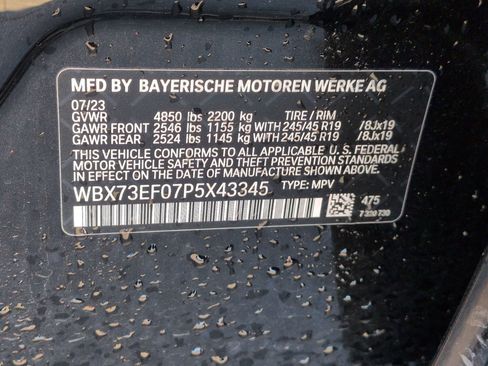 MFD BY BAYERISCHE MOTOREN WERKE AG
07/23
GVWR 4850 lbs 2200 kg TIRE / RIM
GAWR FRONT 2546 lbs 1155 kg WITH 245/45 R19 /8Jx19
GAWR REAR 2524 lbs 1145 kg WITH 245/45 R19 /8Jx19
THIS VEHICLE CONFORMS TO ALL APPLICABLE U. S. FEDERAL
MOTOR VEHICLE SAFETY AND THEFT PREVENTION STANDARDS
IN EFFECT ON THE DATE OF MANUFACTURE SHOWN ABOVE.
WBX73EF07P5X43345 TYPE: MPV
475
7 330 730